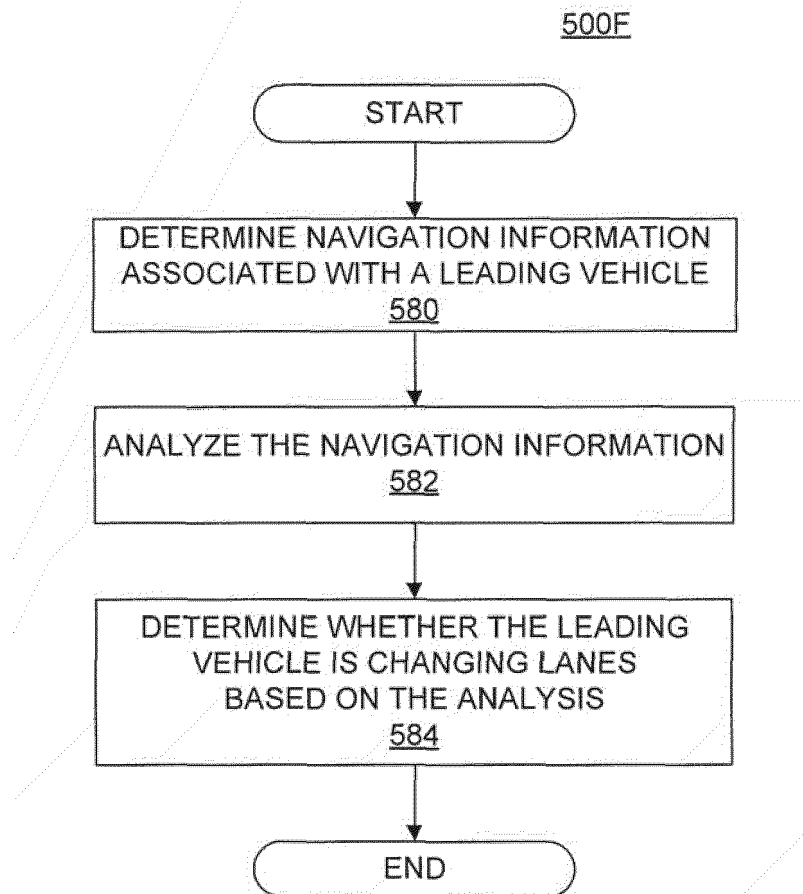 500F
START
DETERMINE NAVIGATION INFORMATION
ASSOCIATED WITH A LEADING VEHICLE
580
ANALYZE THE NAVIGATION INFORMATION
582
DETERMINE WHETHER THE LEADING
VEHICLE IS CHANGING LANES
BASED ON THE ANALYSIS
584
END